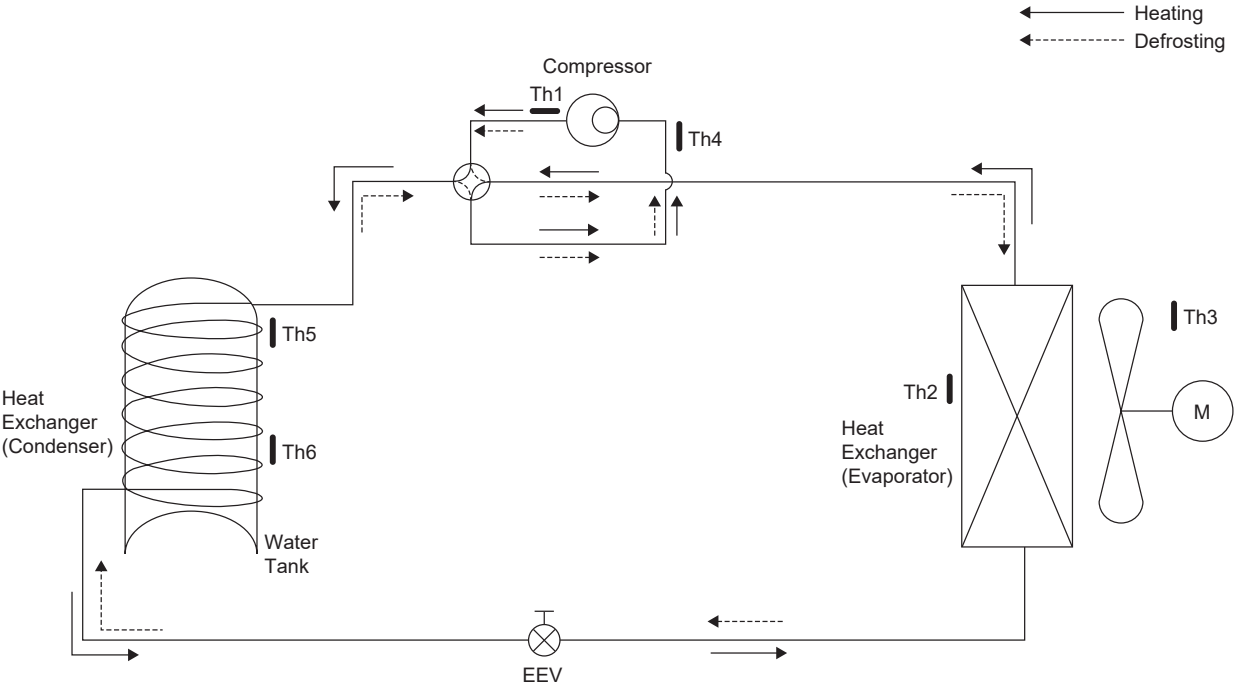 Heating
Defrosting
Compressor
Th1
Th4
Th5
Th3
Th2
M
Heat
Exchanger
(Condenser)
Heat
Exchanger
(Evaporator)
Th6
Water
Tank
EEV